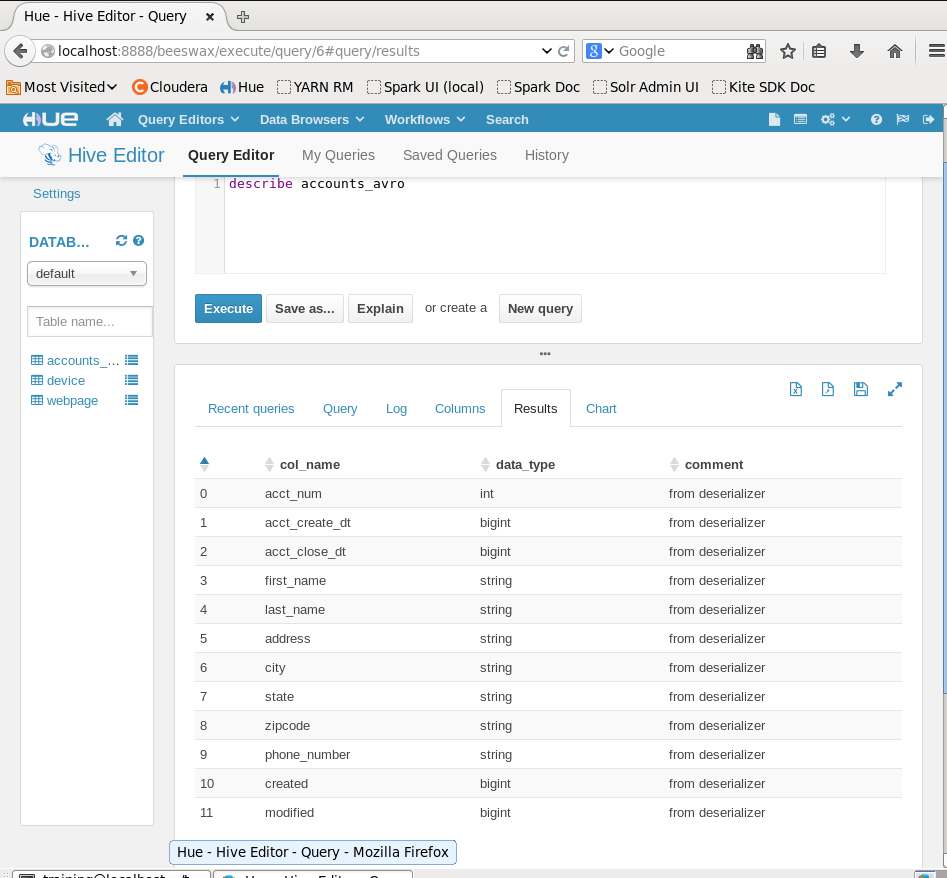 Hue - Hive Editor - Query
localhost:8888/beeswax/execute/query/6#query/results
Google
Most Visited Cloudera Hue YARN RM Spark UI (local) Spark Doc Solr Admin UI Kite SDK Doc
HUE Query Editors Data Browsers Workflows Search
Hive Editor Query Editor My Queries Saved Queries History
Settings
DATAB...
default
Table name...
accounts_...
device
webpage
1 describe accounts_avro
Execute Save as... Explain or create a New query
Recent queries Query Log Columns Results Chart
col_name data_type comment
0 acct_num int from deserializer
1 acct_create_dt bigint from deserializer
2 acct_close_dt bigint from deserializer
3 first_name string from deserializer
4 last_name string from deserializer
5 address string from deserializer
6 city string from deserializer
7 state string from deserializer
8 zipcode string from deserializer
9 phone_number string from deserializer
10 created bigint from deserializer
11 modified bigint from deserializer
Hue - Hive Editor - Query - Mozilla Firefox